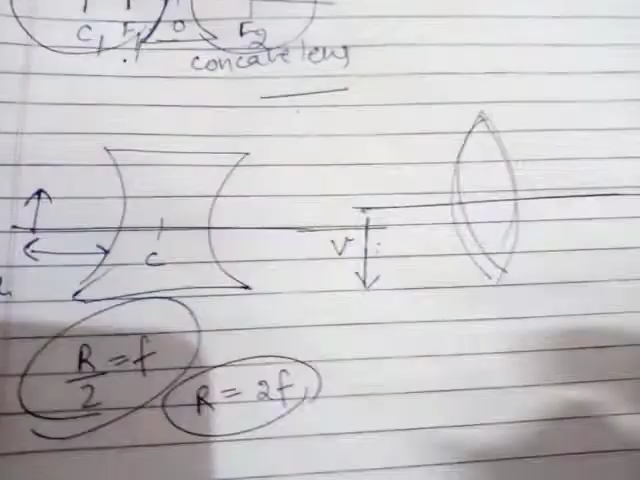 C1 F1 O F2
concave lens
C
V
R/2 = f
R = 2f